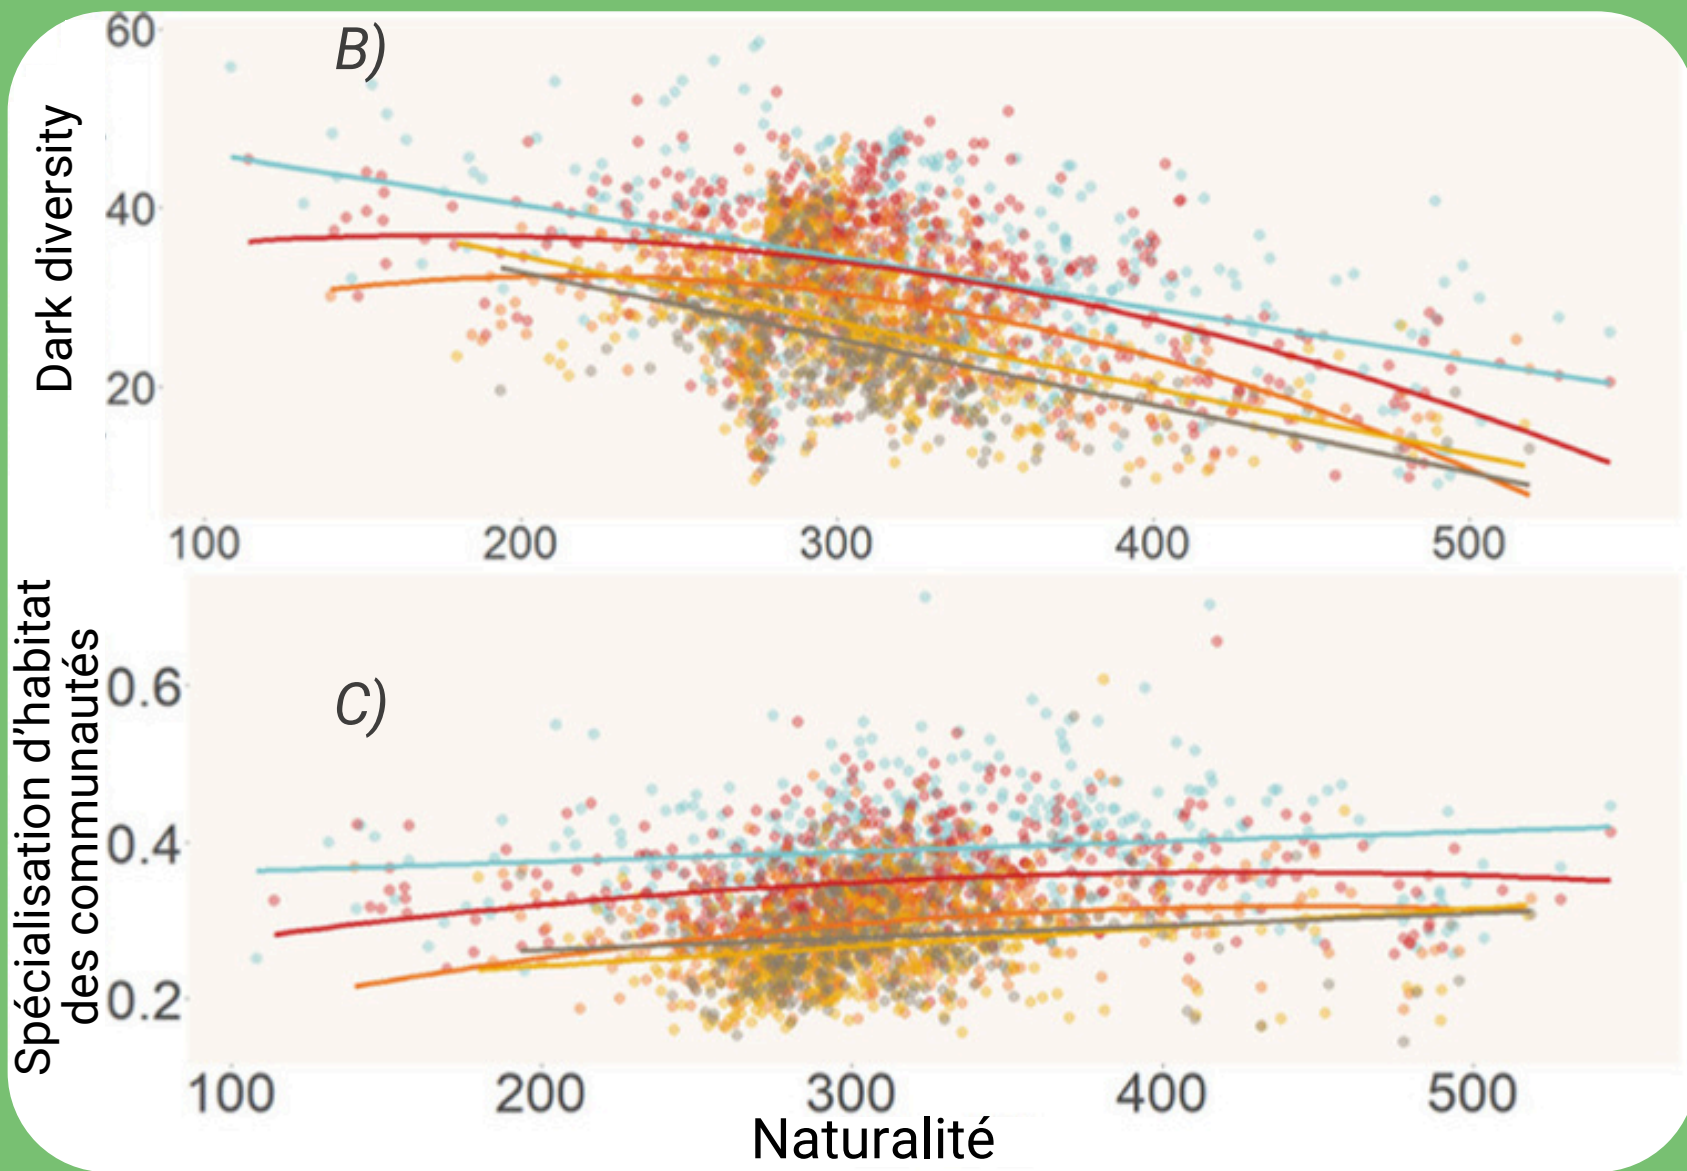 B)
Dark diversity
60
40
20
100 200 300 400 500
C)
Spécialisation d'habitat
des communautés
0.6
0.4
0.2
100 200 300 400 500
Naturalité